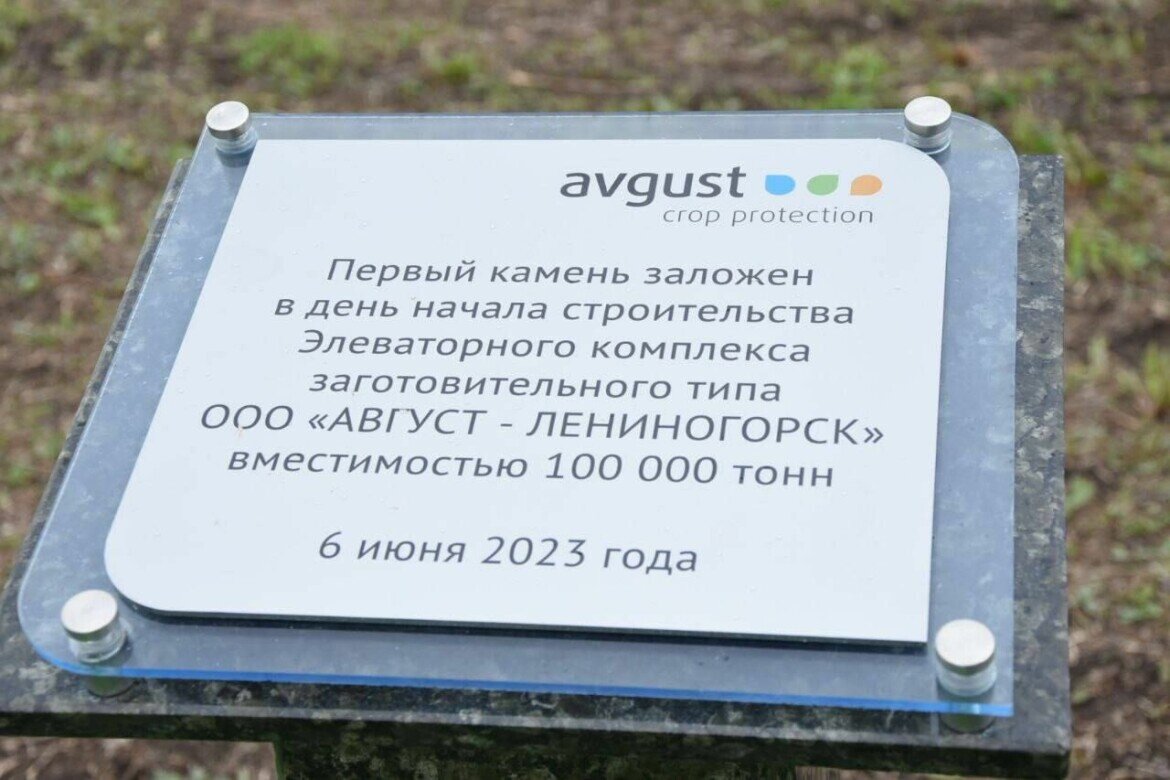 avgust
crop protection
Первый камень заложен
в день начала строительства
Элеваторного комплекса
заготовительного типа
ООО «АВГУСТ - ЛЕНИНОГОРСК»
вместимостью 100 000 тонн
6 июня 2023 года